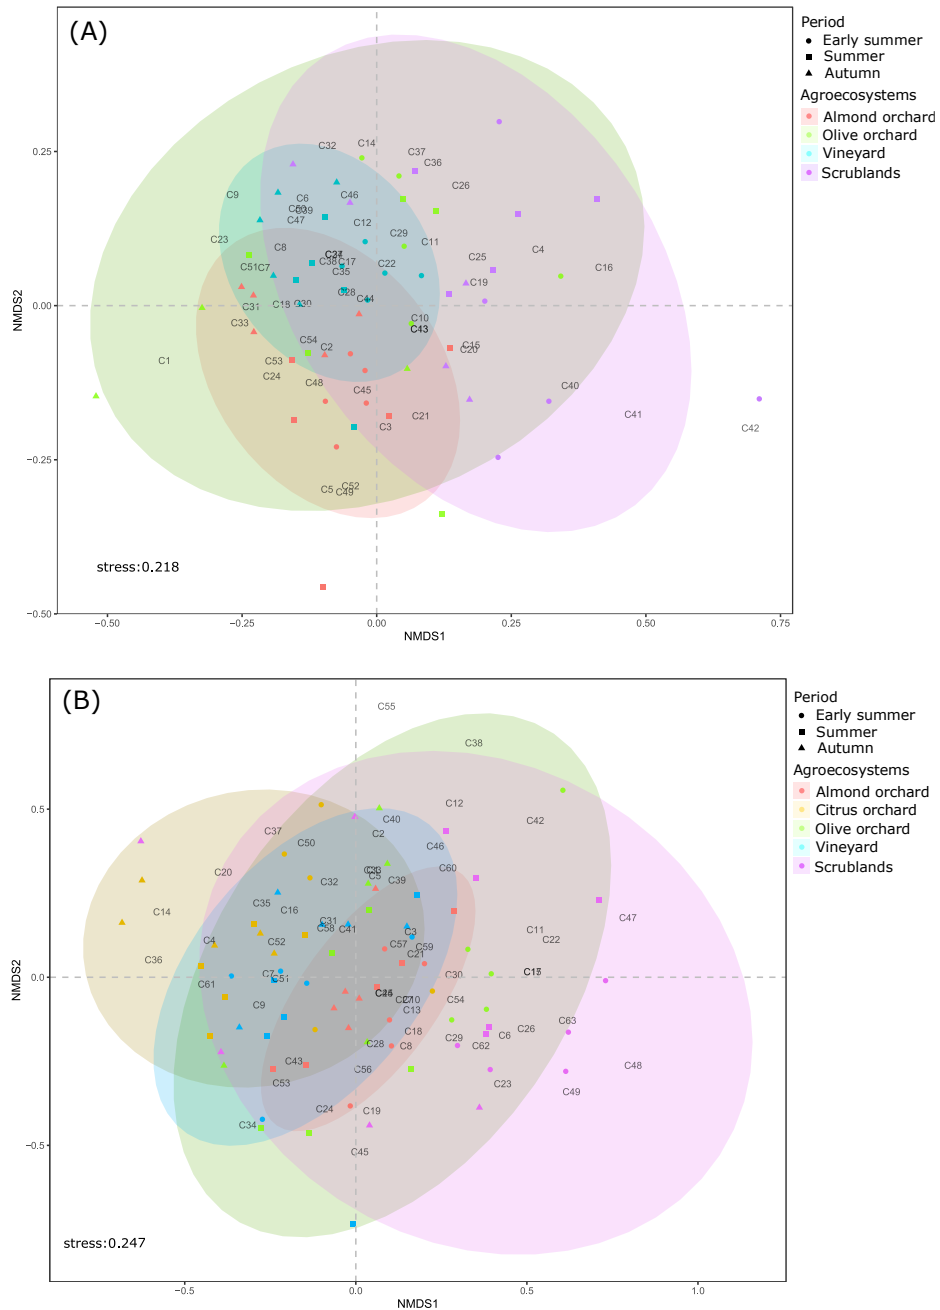 (A)
Period
Early summer
Summer
Autumn
Agroecosystems
Almond orchard
Olive orchard
Vineyard
Scrublands
C14
C32
C37
C36
C26
C9
C6
C46
C39
C47
C12
C29
C11
C4
C23
C8
C38
C17
C22
C25
C16
C51
C7
C35
C19
C28
C44
C18
C30
C31
C10
C33
C43
C54
C2
C15
C20
C1
C53
C24
C48
C45
C40
C21
C41
C3
C42
C5
C52
C49
stress:0.218
0.25
0.00
−0.25
−0.50
NMDS2
−0.50
−0.25
0.00
0.25
0.50
0.75
NMDS1
(B)
Period
Early summer
Summer
Autumn
Agroecosystems
Almond orchard
Citrus orchard
Olive orchard
Vineyard
Scrublands
C55
C38
C12
C37
C2
C40
C42
C50
C46
C20
C33
C5
C60
C32
C39
C35
C16
C14
C31
C58
C41
C3
C47
C4
C52
C57
C59
C11
C22
C36
C21
C7
C51
C30
C61
C10
C54
C9
C13
C18
C26
C63
C6
C29
C28
C8
C62
C43
C56
C48
C53
C23
C49
C24
C19
C34
C45
stress:0.247
0.5
0.0
−0.5
NMDS2
−0.5
0.0
0.5
1.0
NMDS1